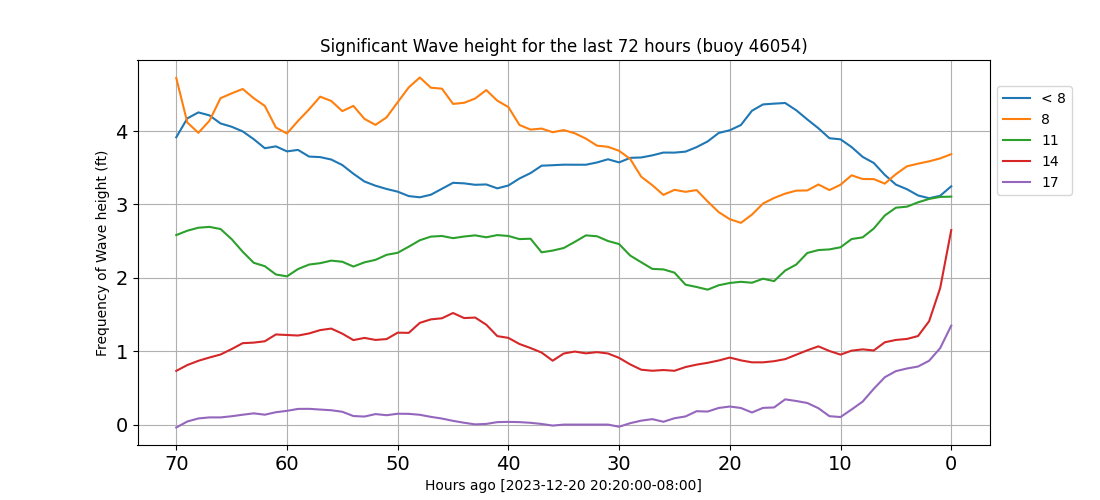 Significant Wave height for the last 72 hours (buoy 46054)
Frequency of Wave height (ft)
4
3
2
1
0
70 60 50 40 30 20 10 0
Hours ago [2023-12-20 20:20:00-08:00]
< 8
8
11
14
17